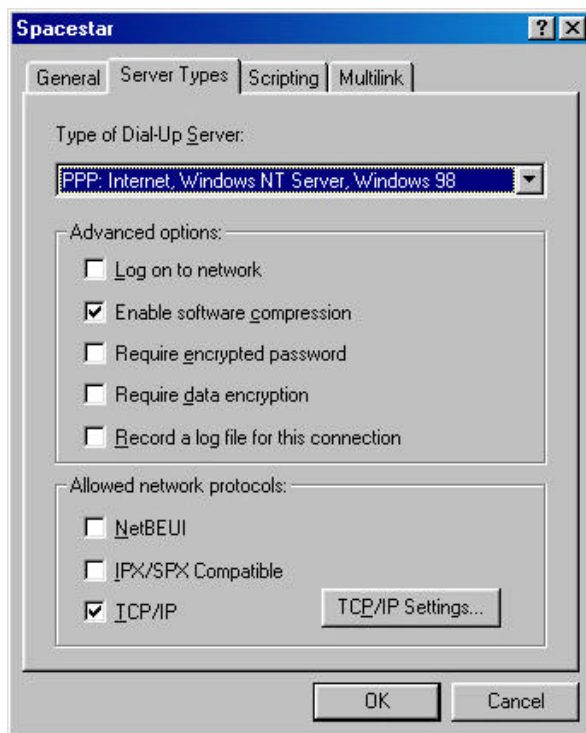 Spacestar
General Server Types Scripting Multilink
Type of Dial-Up Server:
PPP: Internet, Windows NT Server, Windows 98
Advanced options:
Log on to network
Enable software compression
Require encrypted password
Require data encryption
Record a log file for this connection
Allowed network protocols:
NetBEUI
IPX/SPX Compatible
TCP/IP TCP/IP Settings...
OK Cancel